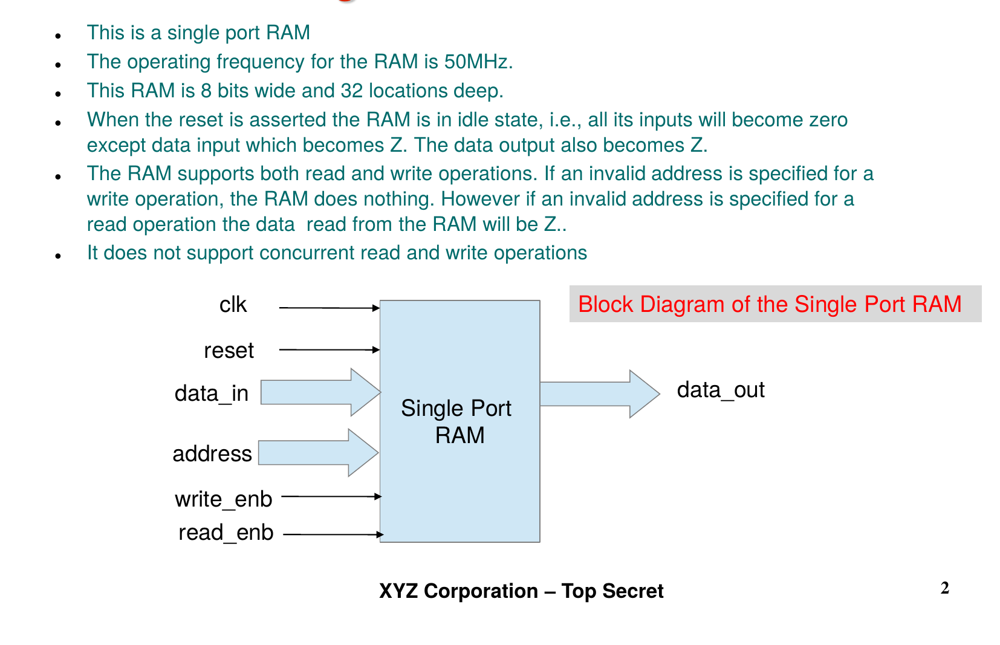 This is a single port RAM
The operating frequency for the RAM is 50MHz.
This RAM is 8 bits wide and 32 locations deep.
When the reset is asserted the RAM is in idle state, i.e., all its inputs will become zero
except data input which becomes Z. The data output also becomes Z.
The RAM supports both read and write operations. If an invalid address is specified for a
write operation, the RAM does nothing. However if an invalid address is specified for a
read operation the data  read from the RAM will be Z..
It does not support concurrent read and write operations
Block Diagram of the Single Port RAM
clk
reset
data_in
address
write_enb
read_enb
Single Port
RAM
data_out
XYZ Corporation – Top Secret
2